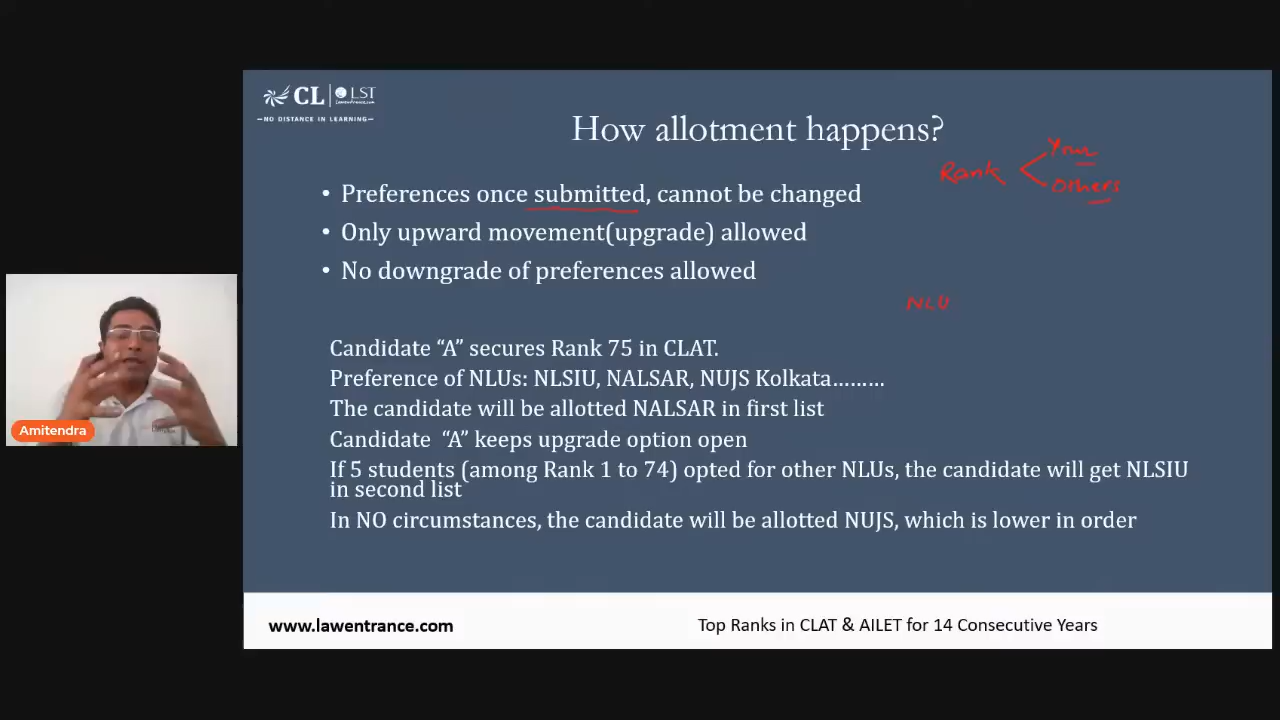 CL LST
Lawentrance.com
—NO DISTANCE IN LEARNING—
How allotment happens?
Rank Your
Others
• Preferences once submitted, cannot be changed
• Only upward movement(upgrade) allowed
• No downgrade of preferences allowed
NLU
Candidate “A” secures Rank 75 in CLAT.
Preference of NLUs: NLSIU, NALSAR, NUJS Kolkata………
The candidate will be allotted NALSAR in first list
Candidate “A” keeps upgrade option open
If 5 students (among Rank 1 to 74) opted for other NLUs, the candidate will get NLSIU
in second list
In NO circumstances, the candidate will be allotted NUJS, which is lower in order
Amitendra
www.lawentrance.com
Top Ranks in CLAT & AILET for 14 Consecutive Years